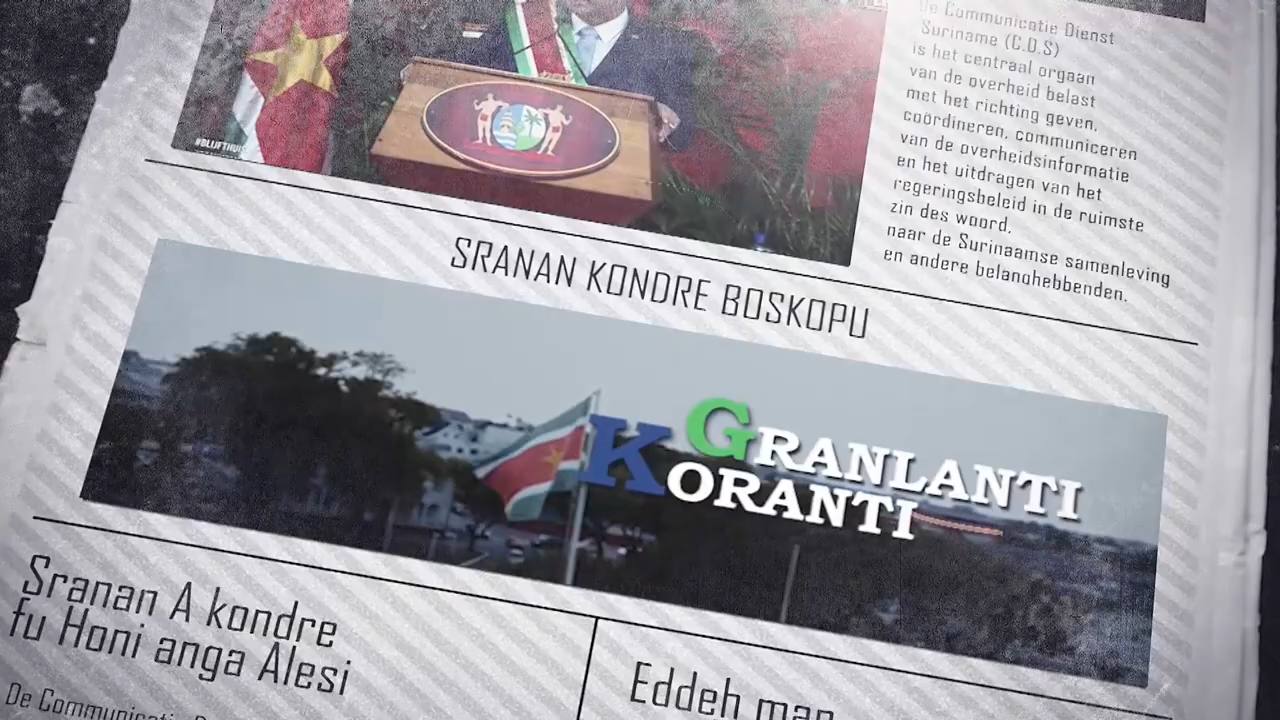 De Communicatie Dienst
Suriname (C.D.S)
is het centraal orgaan
van de overheid belast
met het richting geven,
coördineren, communiceren
van de overheidsinformatie
en het uitdragen van het
regeringsbeleid in de ruimste
zin des woord.
naar de Surinaamse samenleving
en andere belanghebbenden.
#BLIJFTHUIS
SRANAN KONDRE BOSKOPU
GRANLANTI
KORANTI
Sranan A kondre
fu Honi anga Alesi
Eddeh man
De Communicatie